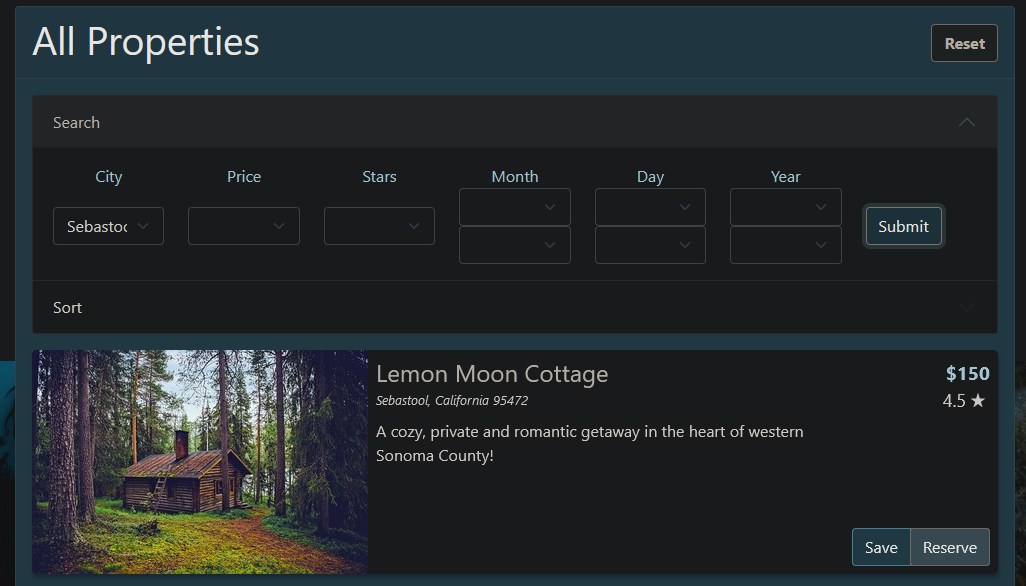 All Properties
Reset
Search
City Price Stars Month Day Year
Submit
Sort
Lemon Moon Cottage
$150
Sebastool, California 95472
4.5 ★
A cozy, private and romantic getaway in the heart of western
Sonoma County!
Save Reserve